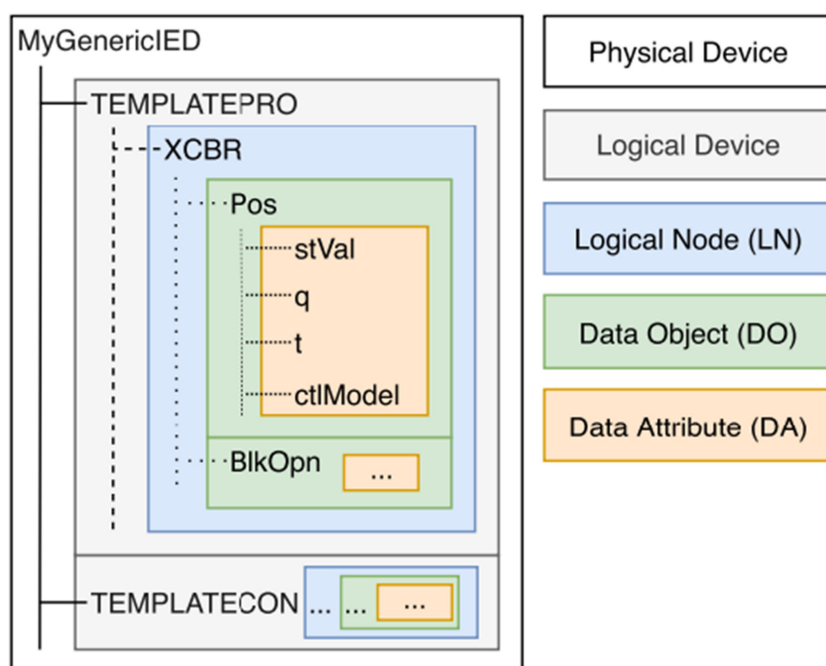 MyGenericIED
TEMPLATEPRO
XCBR
Pos
stVal
q
t
ctlModel
BlkOpn
...
TEMPLATECON
...
...
...
Physical Device
Logical Device
Logical Node (LN)
Data Object (DO)
Data Attribute (DA)